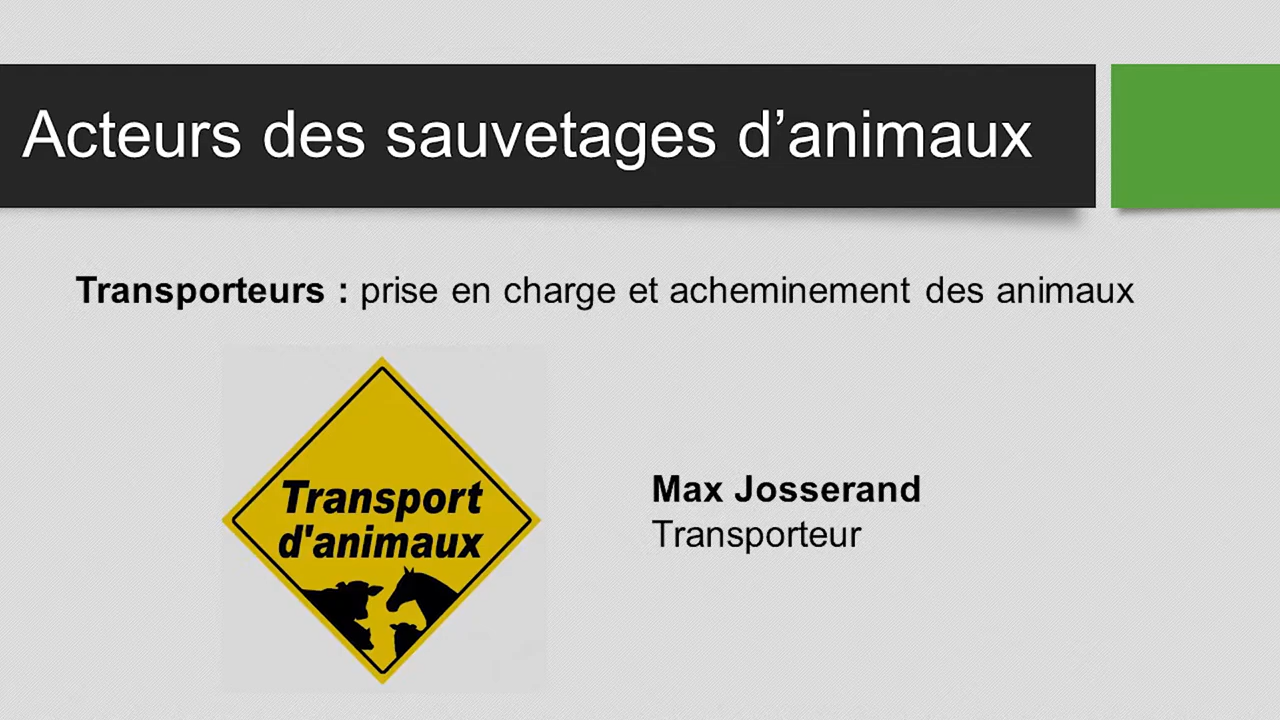 Acteurs des sauvetages d’animaux
Transporteurs : prise en charge et acheminement des animaux
Transport
d'animaux
Max Josserand
Transporteur